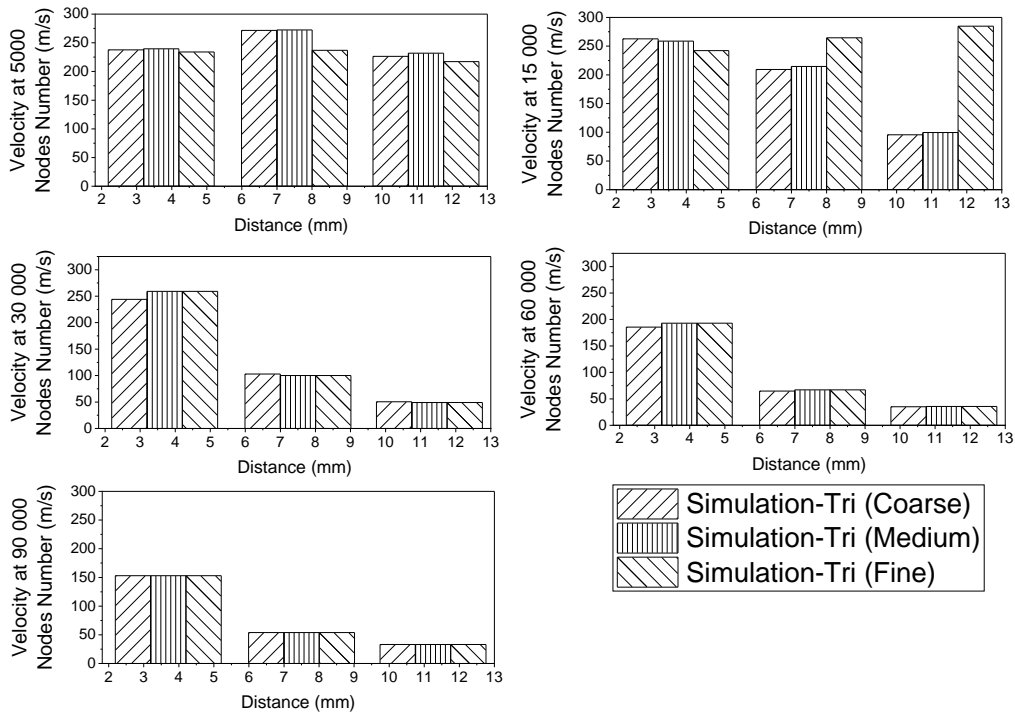 Velocity at 5000
Nodes Number (m/s)
300
250
200
150
100
50
0
2 3 4 5 6 7 8 9 10 11 12 13
Distance (mm)
Velocity at 15 000
Nodes Number (m/s)
300
250
200
150
100
50
0
2 3 4 5 6 7 8 9 10 11 12 13
Distance (mm)
Velocity at 30 000
Nodes Number (m/s)
300
250
200
150
100
50
0
2 3 4 5 6 7 8 9 10 11 12 13
Distance (mm)
Velocity at 60 000
Nodes Number (m/s)
300
250
200
150
100
50
0
2 3 4 5 6 7 8 9 10 11 12 13
Distance (mm)
Velocity at 90 000
Nodes Number (m/s)
300
250
200
150
100
50
0
2 3 4 5 6 7 8 9 10 11 12 13
Distance (mm)
Simulation-Tri (Coarse)
Simulation-Tri (Medium)
Simulation-Tri (Fine)